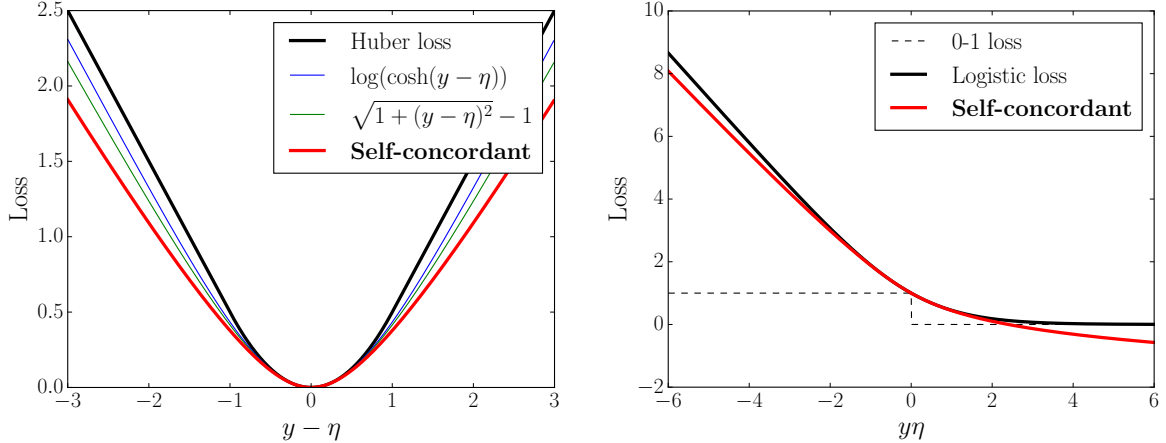 2.5
2.0
1.5
1.0
0.5
0.0
Loss
−3
−2
−1
0
1
2
3
y − η
Huber loss
log(cosh(y − η))
√1 + (y − η)² − 1
Self-concordant
10
8
6
4
2
0
−2
Loss
−6
−4
−2
0
2
4
6
yη
0-1 loss
Logistic loss
Self-concordant